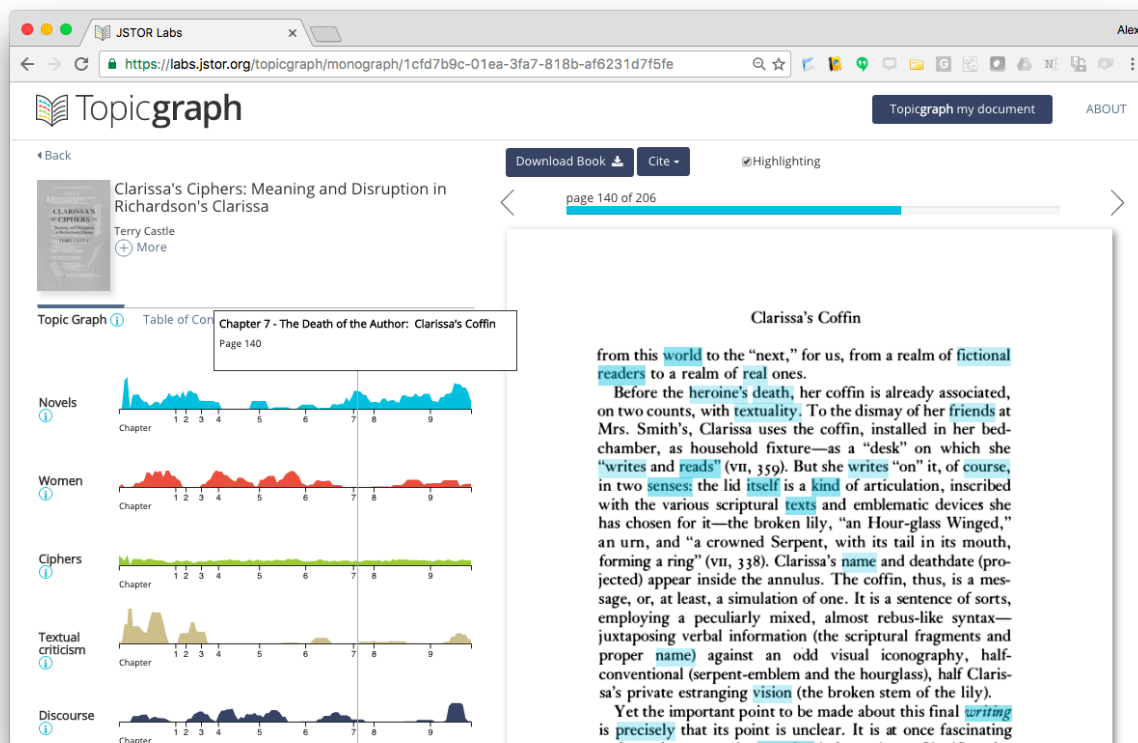 JSTOR Labs
Alex
https://labs.jstor.org/topicgraph/monograph/1cfd7b9c-01ea-3fa7-818b-af6231d7f5fe
Topicgraph
Topicgraph my document
ABOUT
Back
Download Book
Cite
Highlighting
CLARISSA'S
CIPHERS
TERRY CASTLE
Clarissa's Ciphers: Meaning and Disruption in
Richardson's Clarissa
Terry Castle
More
page 140 of 206
Topic Graph
Table of Con
Chapter 7 - The Death of the Author: Clarissa's Coffin
Page 140
Novels
1 2 3 4 5 6 7 8 9
Chapter
Women
1 2 3 4 5 6 7 8 9
Chapter
Ciphers
1 2 3 4 5 6 7 8 9
Chapter
Textual
criticism
1 2 3 4 5 6 7 8 9
Chapter
Discourse
1 2 3 4 5 6 7 8 9
Chapter
Clarissa's Coffin
from this world to the “next,” for us, from a realm of fictional
readers to a realm of real ones.
Before the heroine's death, her coffin is already associated,
on two counts, with textuality. To the dismay of her friends at
Mrs. Smith's, Clarissa uses the coffin, installed in her bed-
chamber, as household fixture—as a “desk” on which she
“writes and reads” (VII, 359). But she writes “on” it, of course,
in two senses: the lid itself is a kind of articulation, inscribed
with the various scriptural texts and emblematic devices she
has chosen for it—the broken lily, “an Hour-glass Winged,”
an urn, and “a crowned Serpent, with its tail in its mouth,
forming a ring” (VII, 338). Clarissa's name and deathdate (pro-
jected) appear inside the annulus. The coffin, thus, is a mes-
sage, or, at least, a simulation of one. It is a sentence of sorts,
employing a peculiarly mixed, almost rebus-like syntax—
juxtaposing verbal information (the scriptural fragments and
proper name) against an odd visual iconography, half-
conventional (serpent-emblem and the hourglass), half Claris-
sa's private estranging vision (the broken stem of the lily).
Yet the important point to be made about this final writing
is precisely that its point is unclear. It is at once fascinating